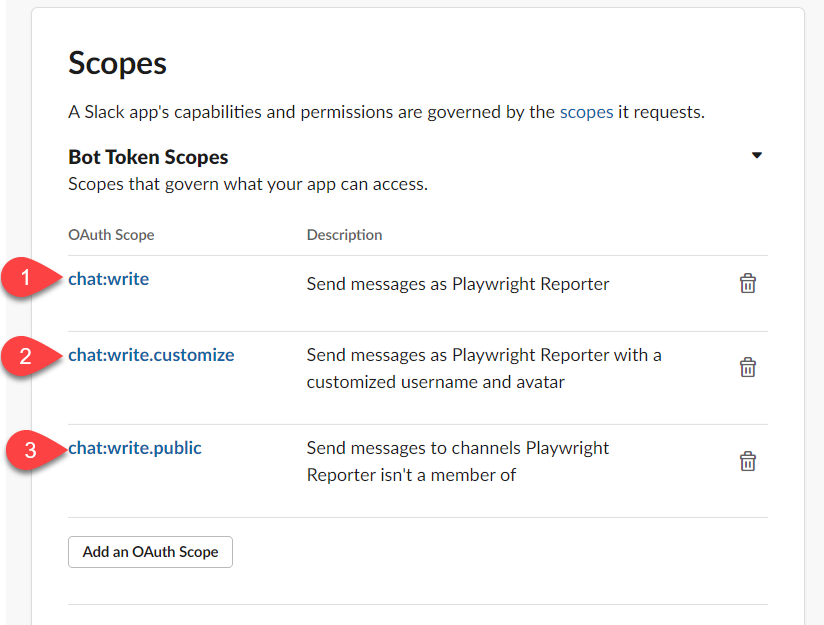 Scopes
A Slack app's capabilities and permissions are governed by the scopes it requests.
Bot Token Scopes
Scopes that govern what your app can access.
OAuth Scope Description
1 chat:write Send messages as Playwright Reporter
2 chat:write.customize Send messages as Playwright Reporter with a
customized username and avatar
3 chat:write.public Send messages to channels Playwright
Reporter isn't a member of
Add an OAuth Scope